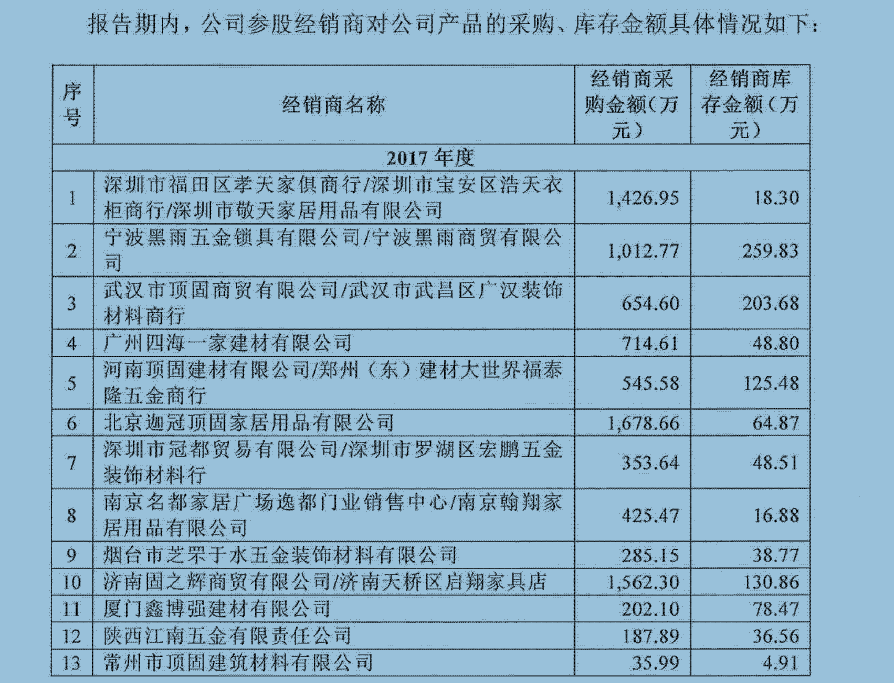 报告期内，公司参股经销商对公司产品的采购、库存金额具体情况如下：
序号 经销商名称 经销商采购金额（万元） 经销商库存金额（万元）
2017 年度
1 深圳市福田区孝天家俱商行/深圳市宝安区浩天衣柜商行/深圳市敬天家居用品有限公司 1,426.95 18.30
2 宁波黑雨五金锁具有限公司/宁波黑雨商贸有限公司 1,012.77 259.83
3 武汉市顶固商贸有限公司/武汉市武昌区广汉装饰材料商行 654.60 203.68
4 广州四海一家建材有限公司 714.61 48.80
5 河南顶固建材有限公司/郑州（东）建材大世界福泰隆五金商行 545.58 125.48
6 北京迦冠顶固家居用品有限公司 1,678.66 64.87
7 深圳市冠都贸易有限公司/深圳市罗湖区宏鹏五金装饰材料行 353.64 48.51
8 南京名都家居广场逸都门业销售中心/南京翰翔家居用品有限公司 425.47 16.88
9 烟台市芝罘于水五金装饰材料有限公司 285.15 38.77
10 济南固之辉商贸有限公司/济南天桥区启翔家具店 1,562.30 130.86
11 厦门鑫博强建材有限公司 202.10 78.47
12 陕西江南五金有限责任公司 187.89 36.56
13 常州市顶固建筑材料有限公司 35.99 4.91